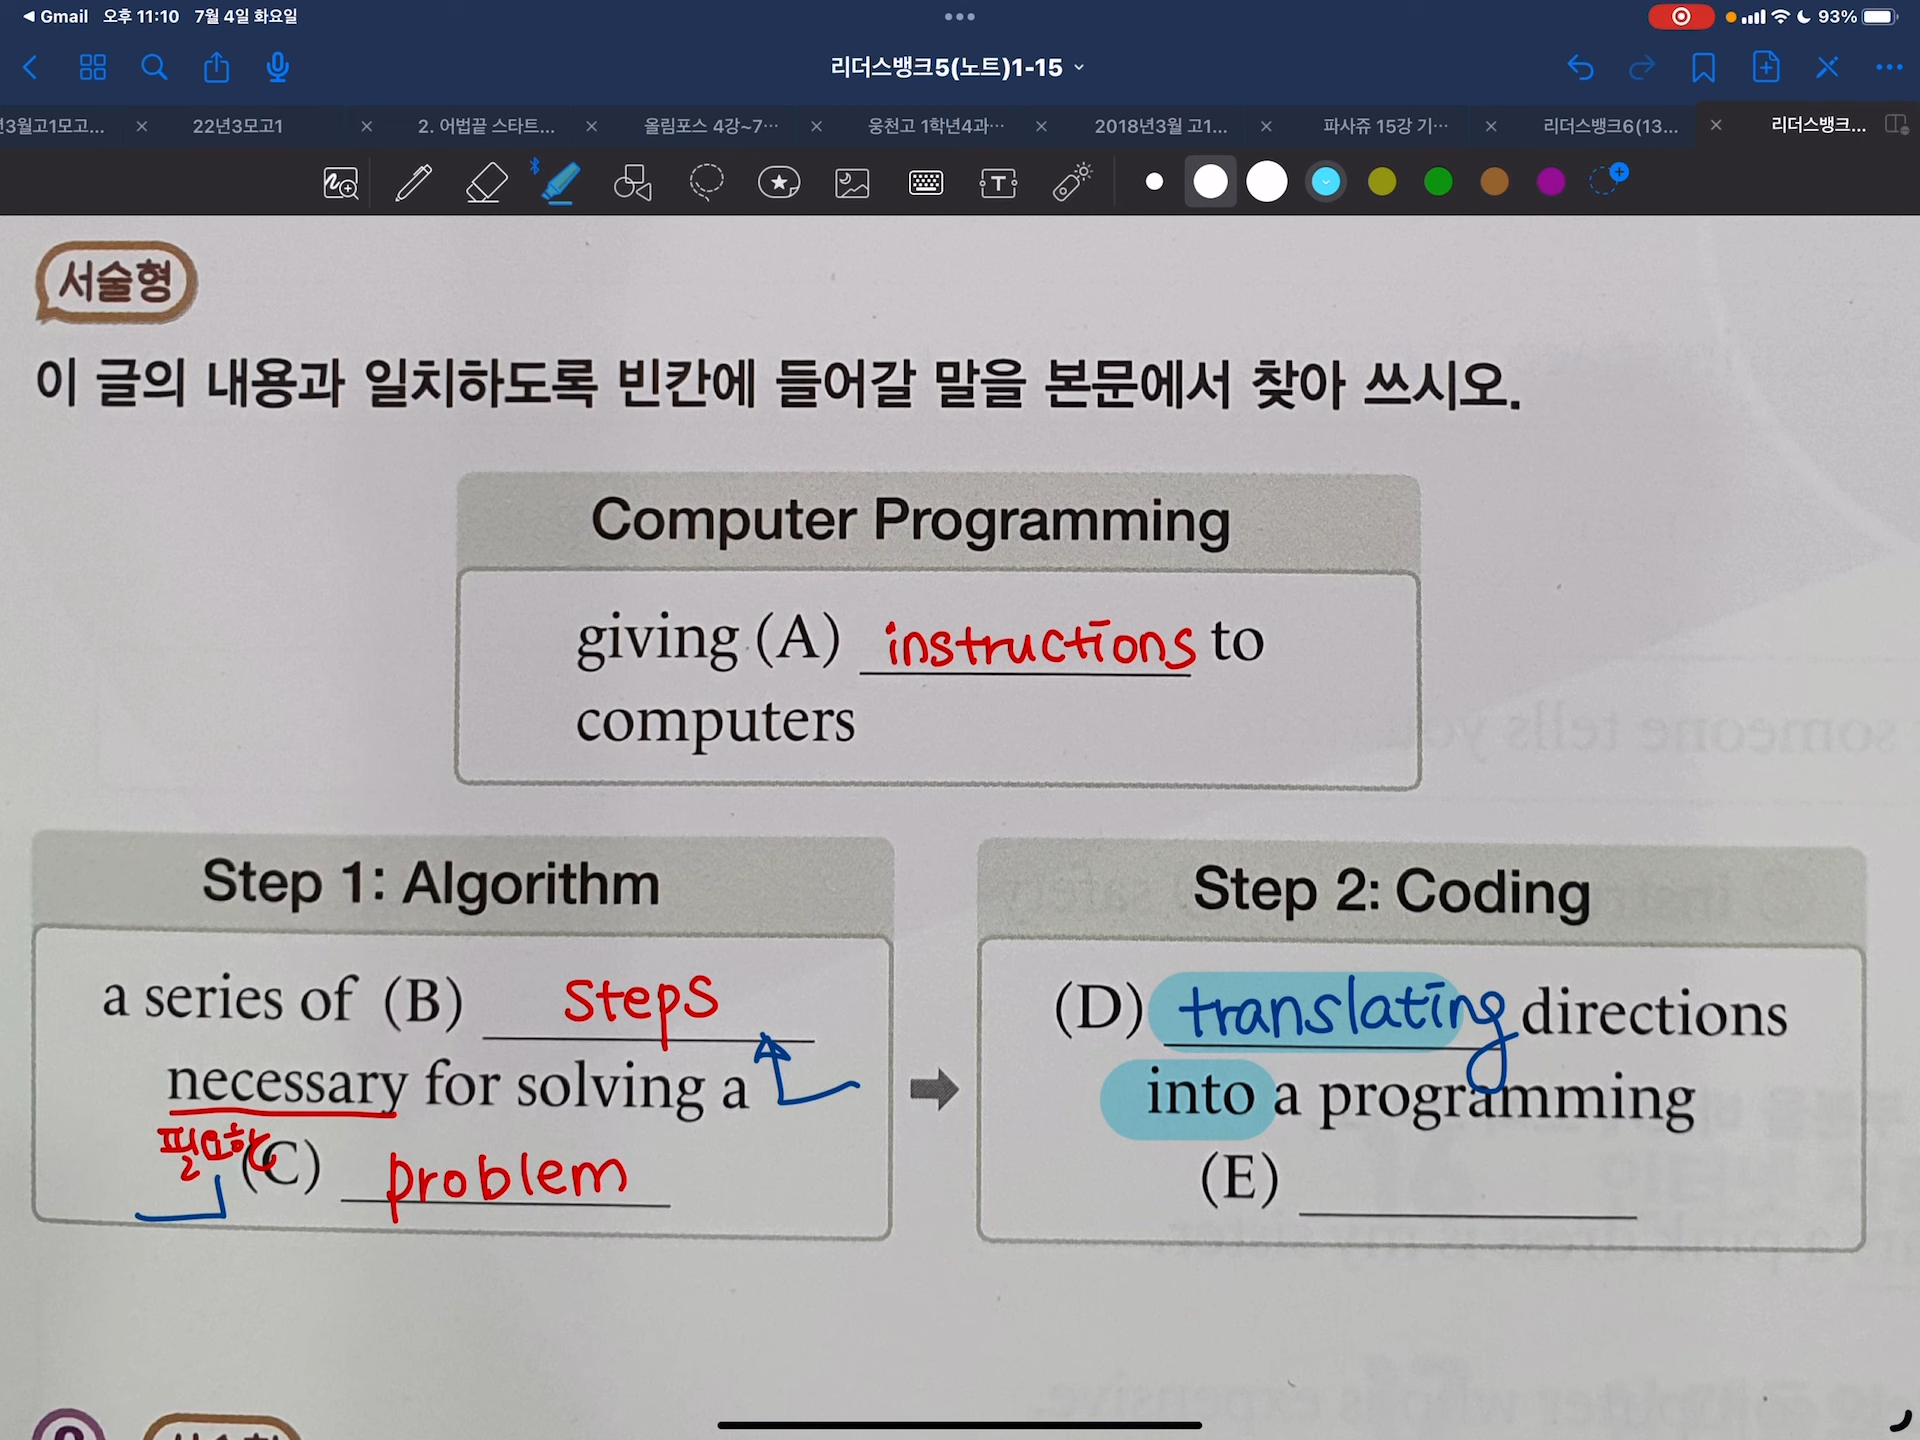 Gmail 오후 11:10 7월 4일 화요일
93%
리더스뱅크5(노트)1-15
3월고1모고...
22년3모고1
2. 어법끝 스타트...
올림포스 4강~7...
웅천고 1학년4과...
2018년3월 고1...
파사쥬 15강 기...
리더스뱅크6(13...
리더스뱅크...
서술형
이 글의 내용과 일치하도록 빈칸에 들어갈 말을 본문에서 찾아 쓰시오.
Computer Programming
giving (A) instructions to
computers
someone tells you
Step 1: Algorithm
a series of (B) steps
necessary for solving a
필요한
(C) problem
Step 2: Coding
(D) translating directions
into a programming
(E)